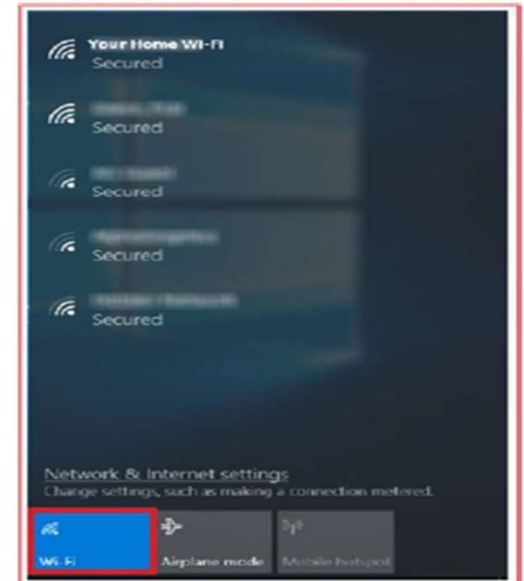 Your Home Wi-Fi
Secured
Secured
Secured
Secured
Secured
Network & Internet settings
Change settings, such as making a connection metered.
Wi-Fi
Airplane mode
Mobile hotspot